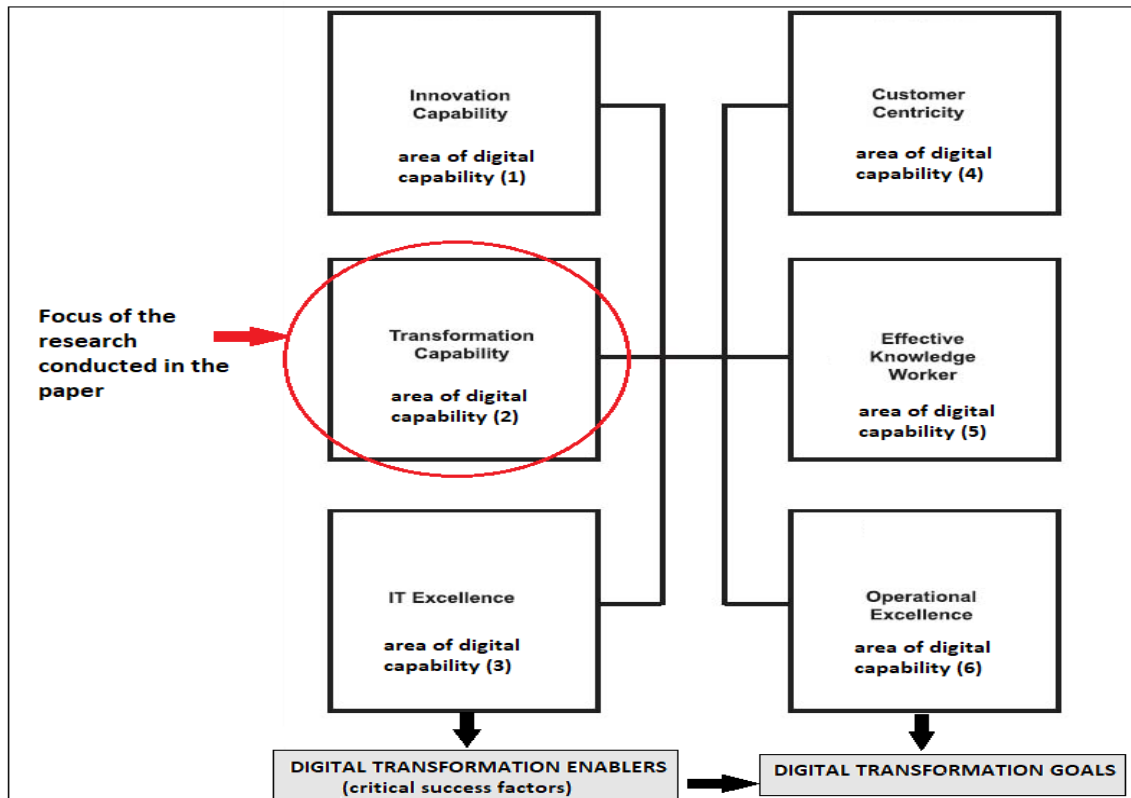 Innovation
Capability
area of digital
capability (1)
Customer
Centricity
area of digital
capability (4)
Focus of the
research
conducted in the
paper
Transformation
Capability
area of digital
capability (2)
Effective
Knowledge
Worker
area of digital
capability (5)
IT Excellence
area of digital
capability (3)
Operational
Excellence
area of digital
capability (6)
DIGITAL TRANSFORMATION ENABLERS
(critical success factors)
DIGITAL TRANSFORMATION GOALS